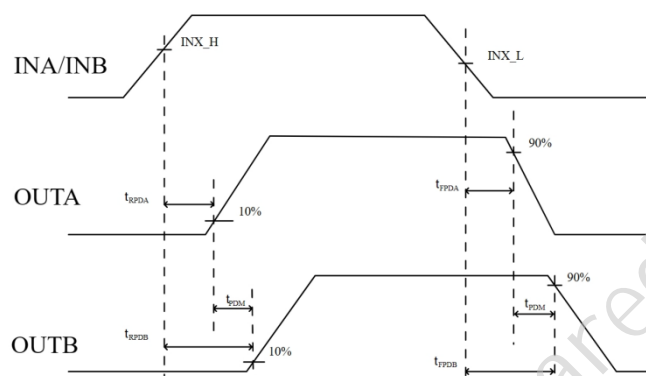 INX_H
INX_L
INA/INB
90%
OUTA
tRPDA
tFPDA
10%
90%
tPDM
tPDM
tRPDB
OUTB
10%
tFPDB